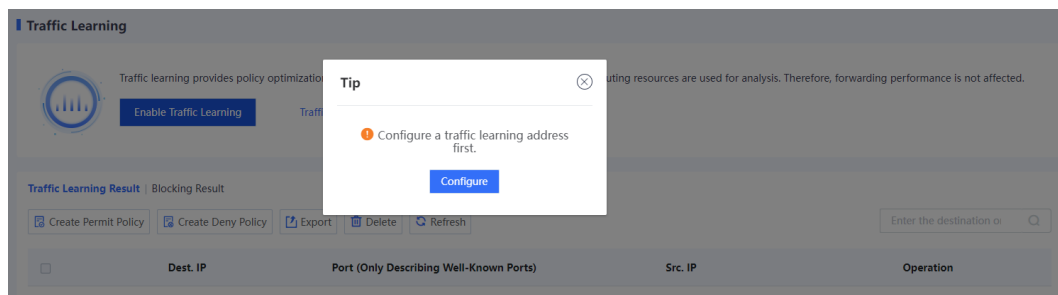 Traffic Learning
Traffic learning provides policy optimization
uting resources are used for analysis. Therefore, forwarding performance is not affected.
Enable Traffic Learning
Traffi
Tip
Configure a traffic learning address
first.
Configure
Traffic Learning Result | Blocking Result
Create Permit Policy Create Deny Policy Export Delete Refresh
Enter the destination o
Dest. IP Port (Only Describing Well-Known Ports) Src. IP Operation